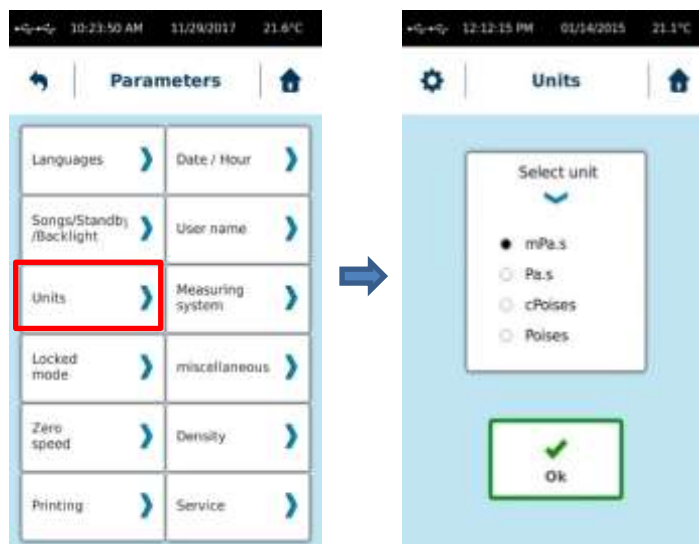 10:23:50 AM 11/29/2017 21.6°C
Parameters
Languages
Date / Hour
Songs/Standby
/Backlight
User name
Units
Measuring
system
Locked
mode
miscellaneous
Zero
speed
Density
Printing
Service
12:12:15 PM 01/14/2015 21.1°C
Units
Select unit
mPa.s
Pa.s
cPoises
Poises
Ok